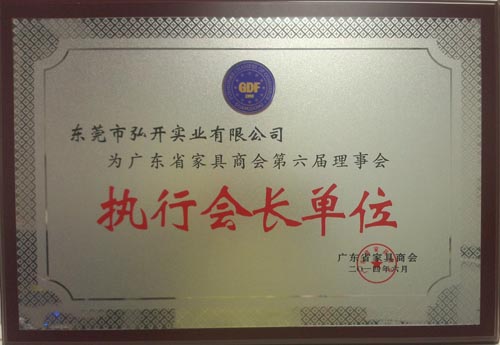 GDF
东莞市弘开实业有限公司
为广东省家具商会第六届理事会
执行会长单位
广东省家具商会
二〇一四年六月